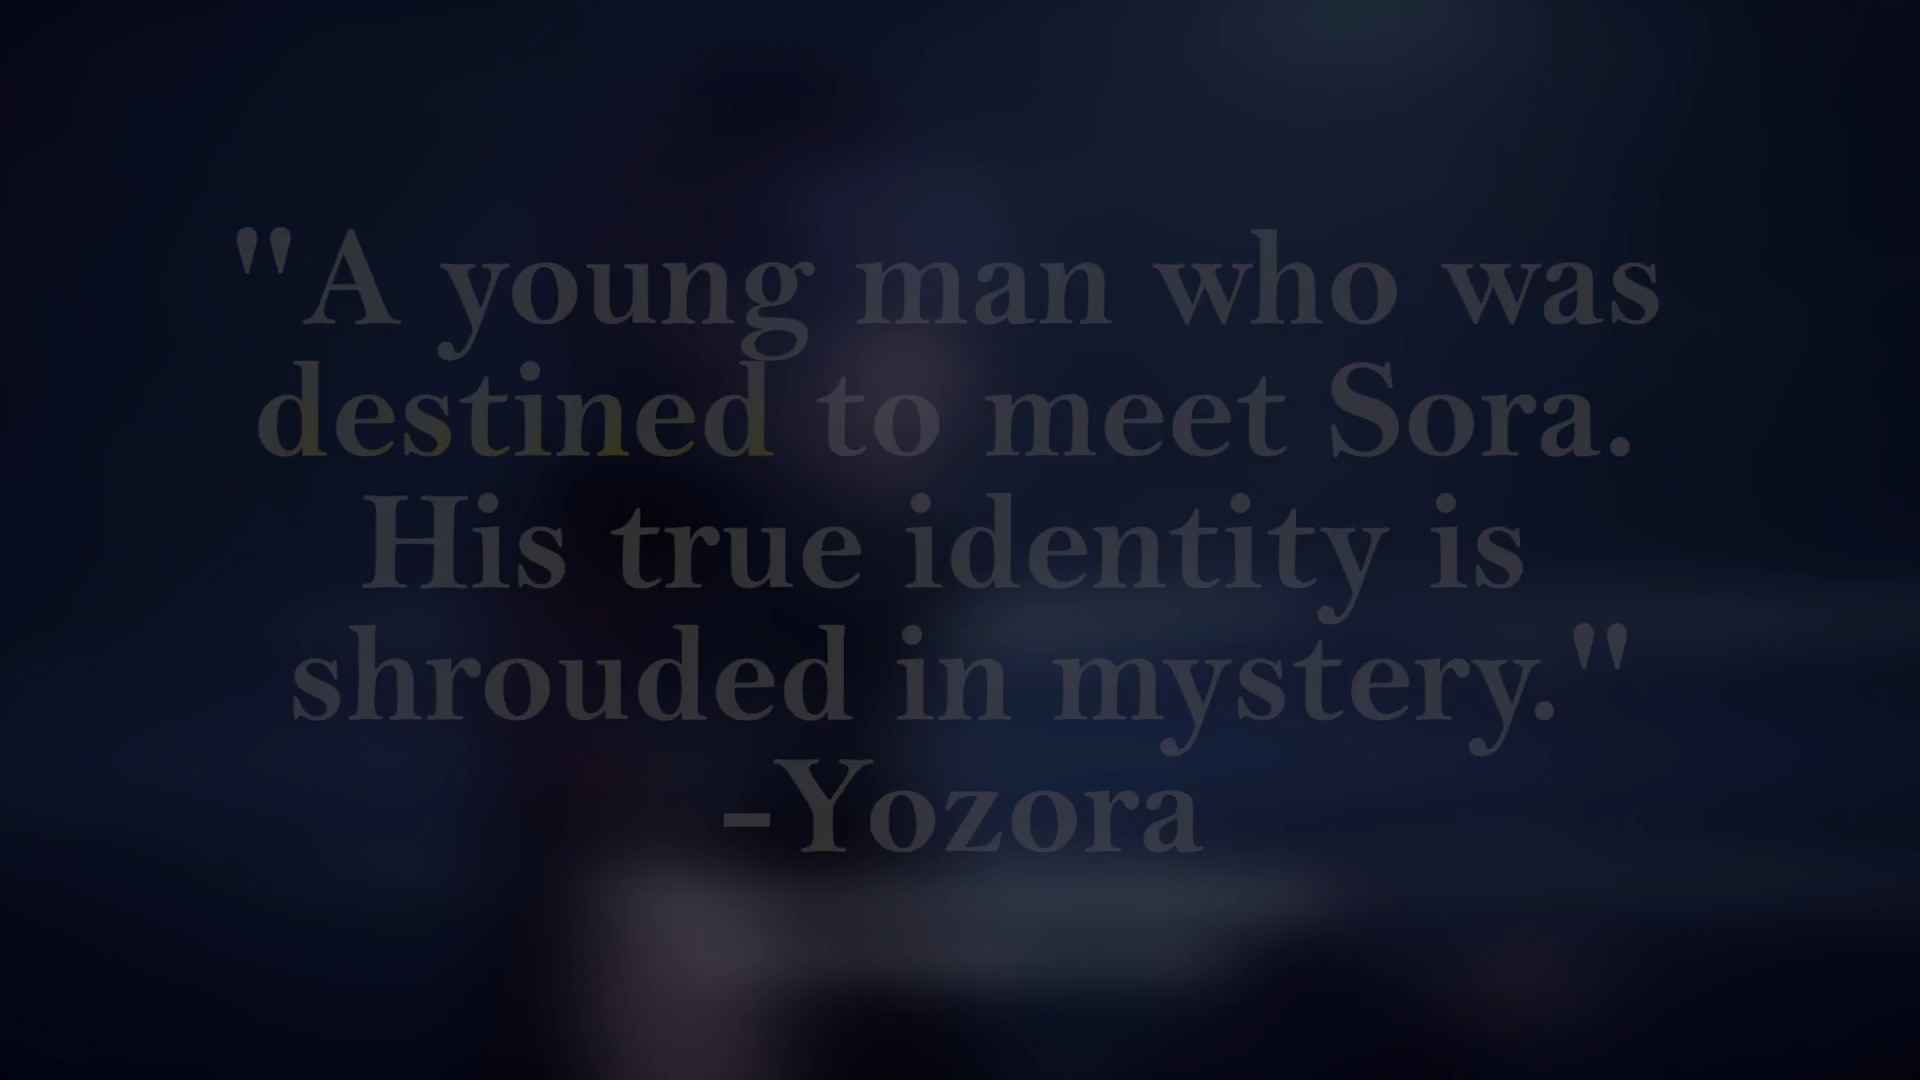 "A young man who was
destined to meet Sora.
His true identity is
shrouded in mystery."
-Yozora